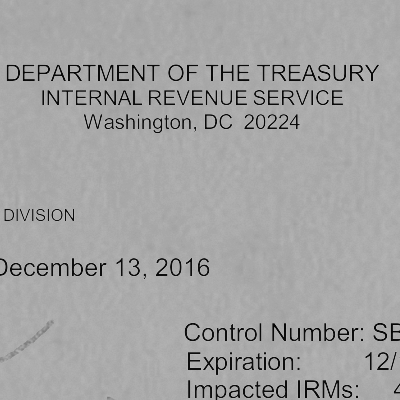 DEPARTMENT OF THE TREASURY
INTERNAL REVENUE SERVICE
Washington, DC 20224
DIVISION
December 13, 2016
Control Number: SB
Expiration: 12/
Impacted IRMs: 4